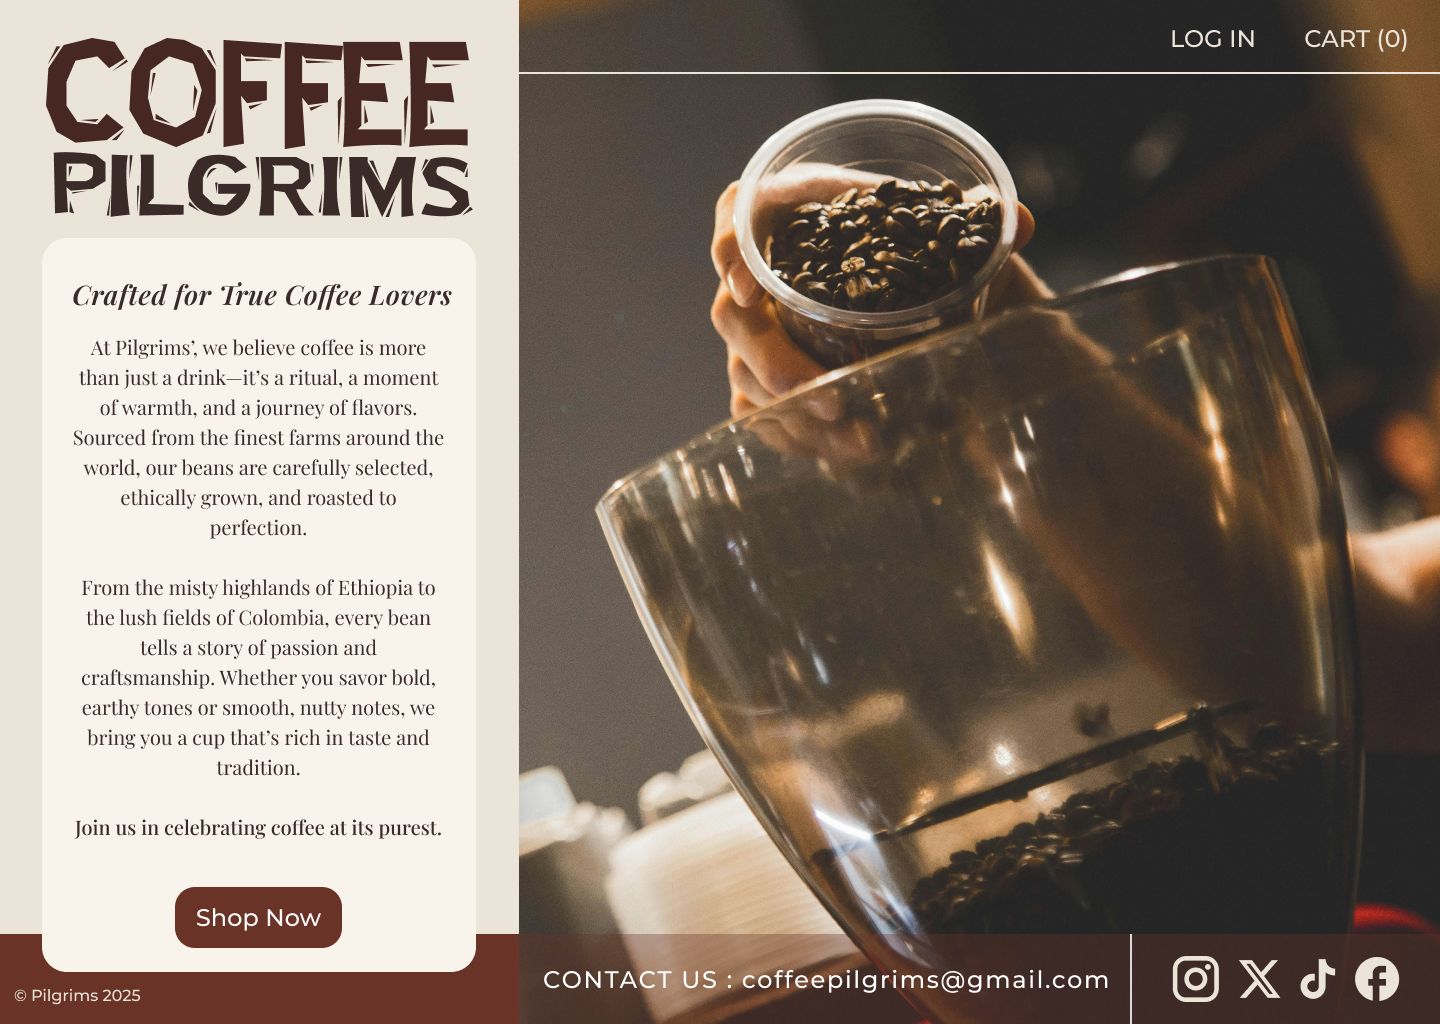 COFFEE
PILGRIMS
LOG IN
CART (0)
Crafted for True Coffee Lovers
At Pilgrims’, we believe coffee is more
than just a drink—it’s a ritual, a moment
of warmth, and a journey of flavors.
Sourced from the finest farms around the
world, our beans are carefully selected,
ethically grown, and roasted to
perfection.
From the misty highlands of Ethiopia to
the lush fields of Colombia, every bean
tells a story of passion and
craftsmanship. Whether you savor bold,
earthy tones or smooth, nutty notes, we
bring you a cup that’s rich in taste and
tradition.
Join us in celebrating coffee at its purest.
Shop Now
© Pilgrims 2025
CONTACT US : coffeepilgrims@gmail.com